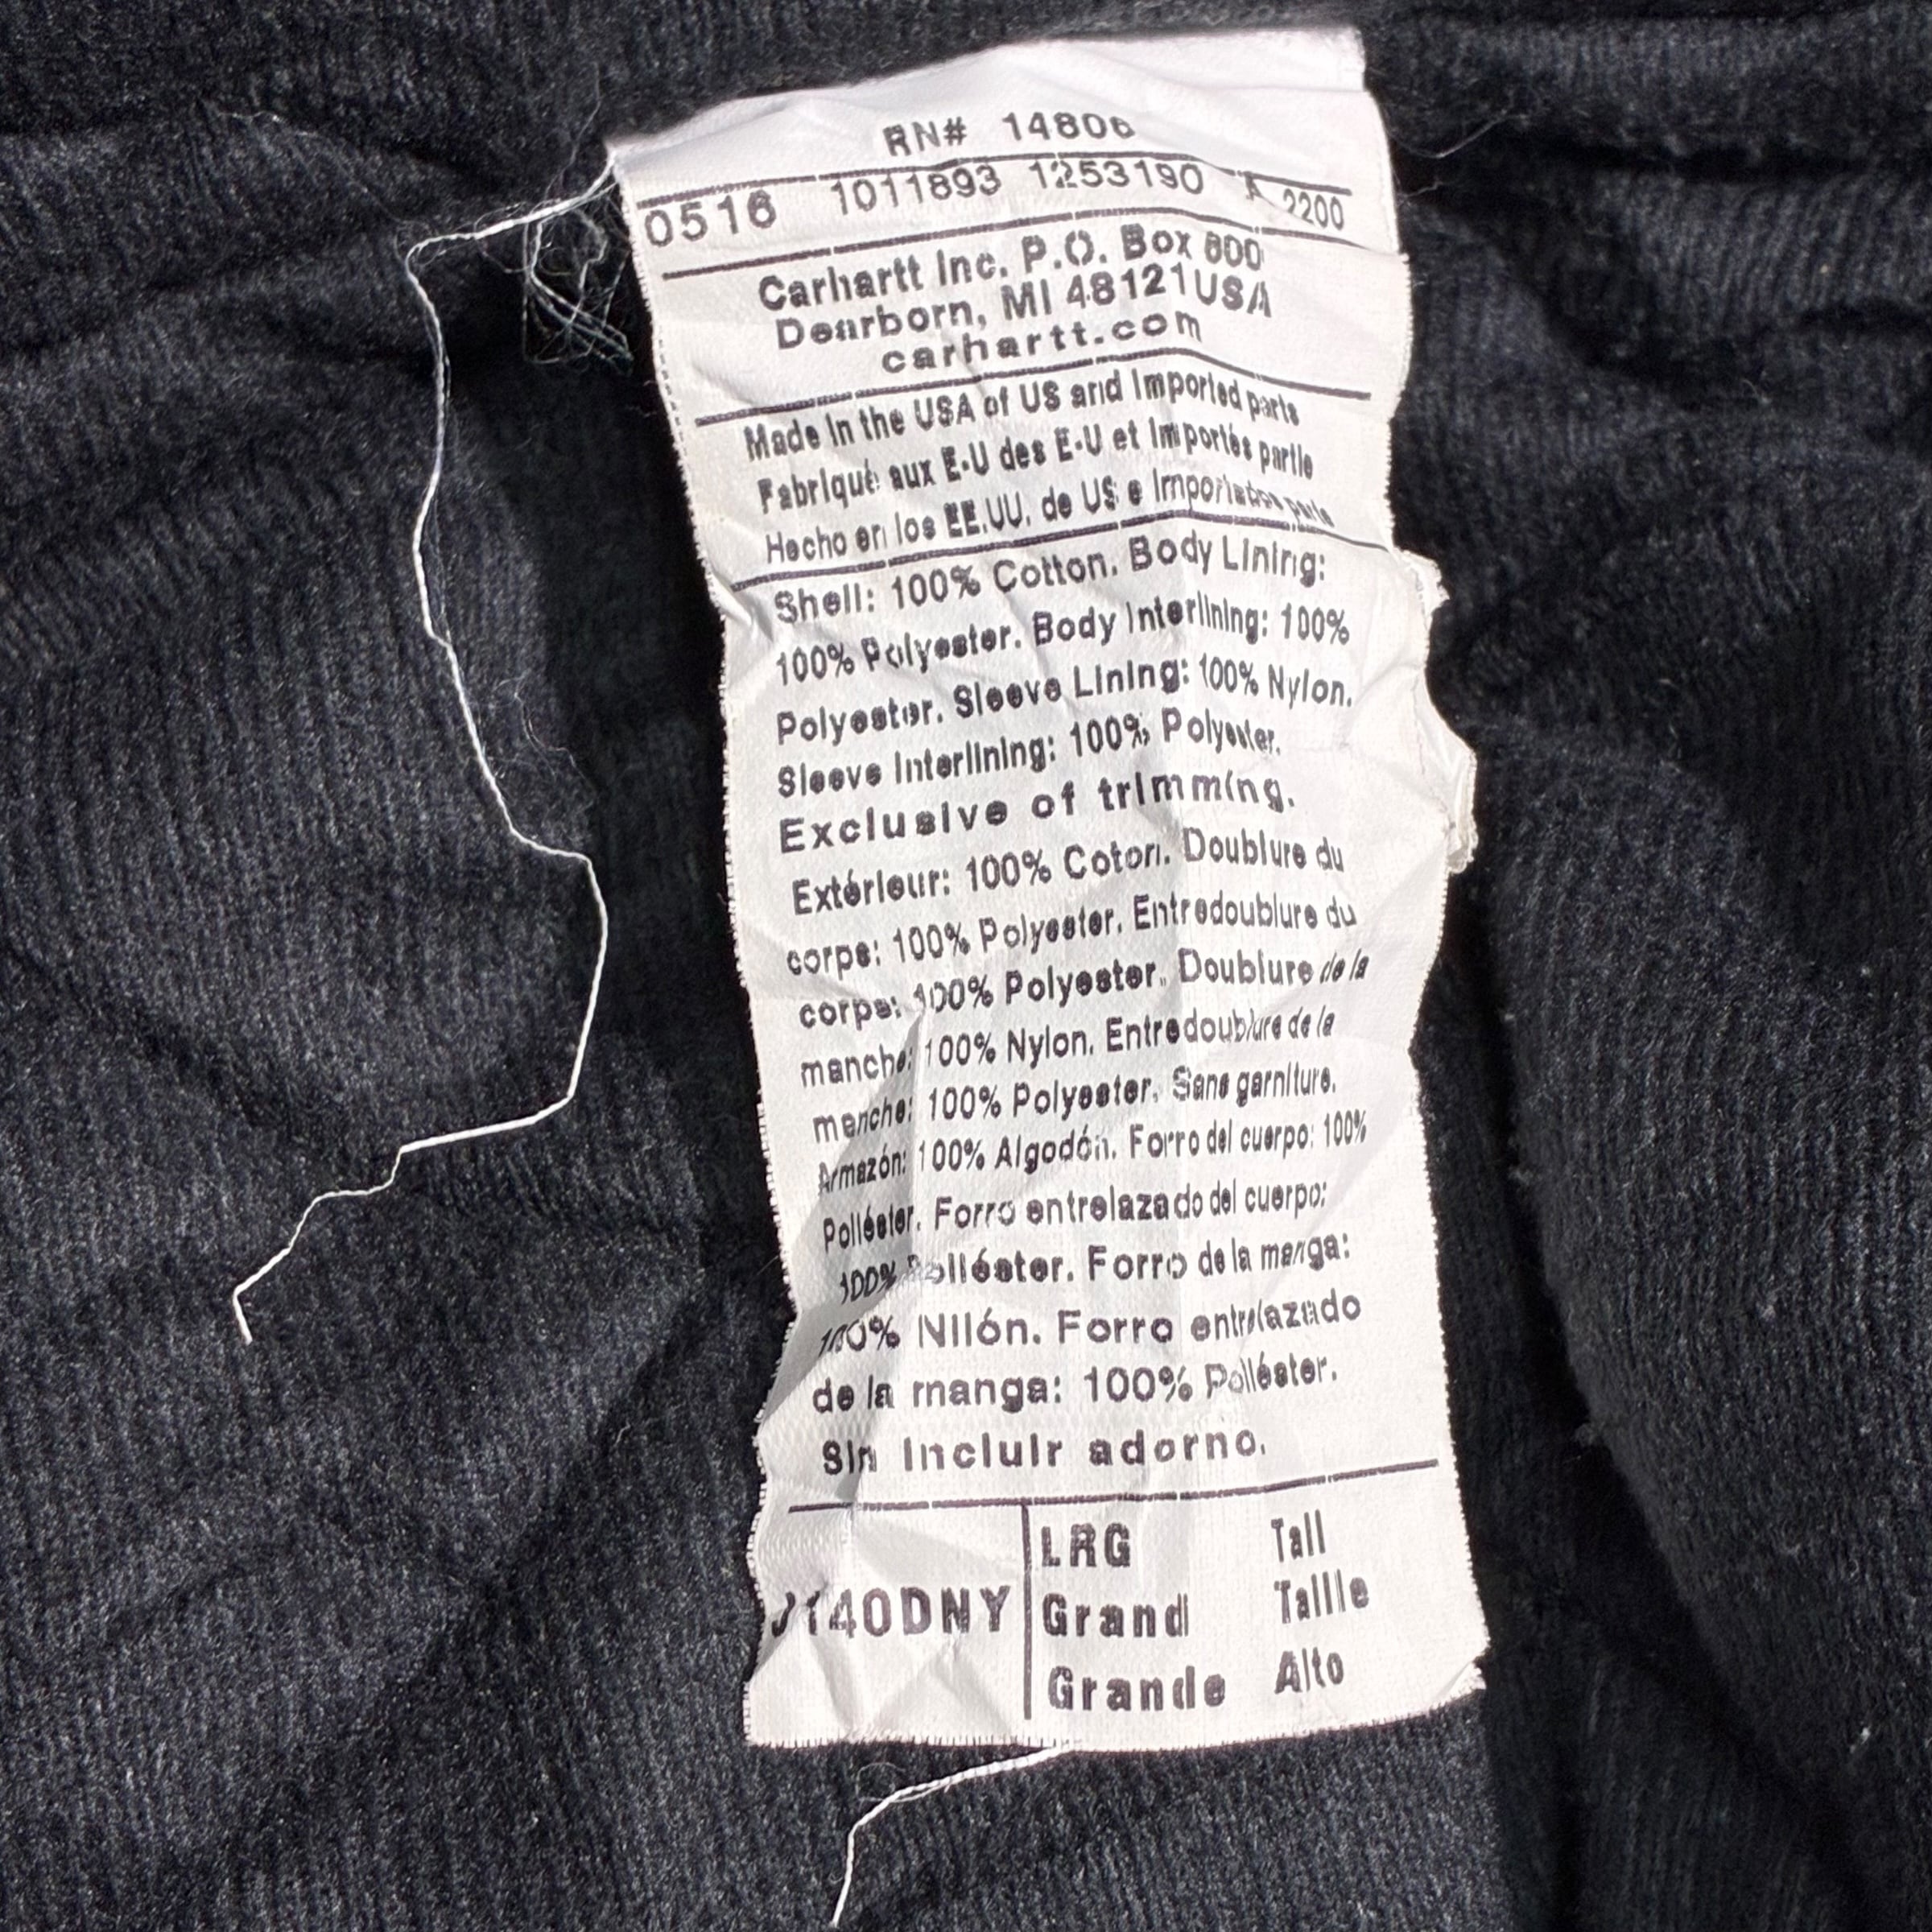 RN# 14806
0516 1011893 1253190 A 2200
Carhartt Inc. P.O. Box 600
Dearborn, MI 48121USA
carhartt.com
Made in the USA of US and Imported parts
Fabriqué aux E-U des E-U et Importés partie
Hecho en los EE.UU. de US e Importados parts
Shell: 100% Cotton. Body Lining:
100% Polyester. Body Interlining: 100%
Polyester. Sleeve Lining: 100% Nylon.
Sleeve Interlining: 100% Polyester.
Exclusive of trimming.
Extérieur: 100% Coton. Doublure du
corps: 100% Polyester. Entredoublure du
corps: 100% Polyester. Doublure de la
manche: 100% Nylon. Entredoublure de la
manche: 100% Polyester. Sans garniture.
Armazón: 100% Algodón. Forro del cuerpo: 100%
Poliéster. Forro entrelazado del cuerpo:
100% Poliéster. Forro de la manga:
100% Nilón. Forro entrelazado
de la manga: 100% Poliéster.
Sin incluir adorno.
J140DNY
LRG Tall
Grand Taille
Grande Alto